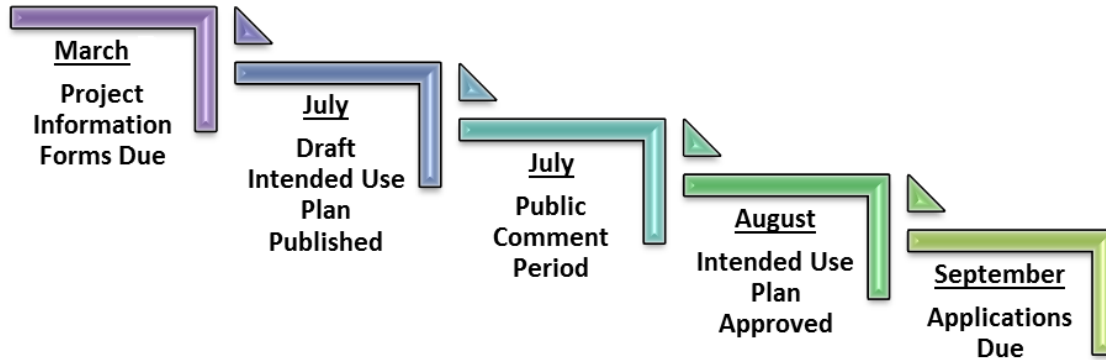 March
Project
Information
Forms Due
July
Draft
Intended Use
Plan
Published
July
Public
Comment
Period
August
Intended Use
Plan
Approved
September
Applications
Due